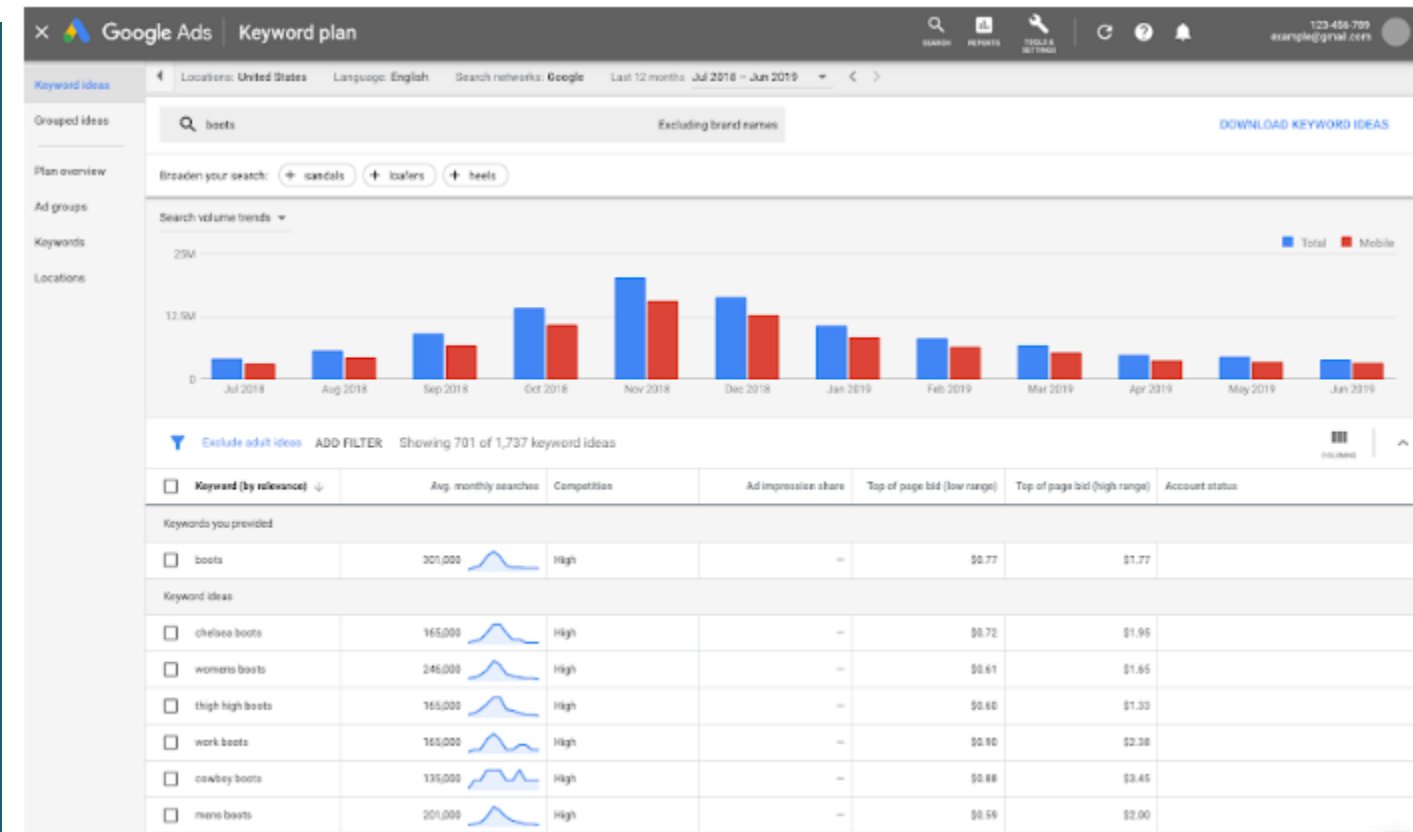 Google Ads | Keyword plan
SEARCH REPORTS TOOLS & SETTINGS
123-456-789
example@gmail.com
Keyword ideas
Grouped ideas
Plan overview
Ad groups
Keywords
Locations
Locations: United States Language: English Search networks: Google Last 12 months Jul 2018 – Jun 2019
boots Excluding brand names DOWNLOAD KEYWORD IDEAS
Broaden your search: + sandals + loafers + heels
Search volume trends
Total Mobile
25M
12.5M
0
Jul 2018 Aug 2018 Sep 2018 Oct 2018 Nov 2018 Dec 2018 Jan 2019 Feb 2019 Mar 2019 Apr 2019 May 2019 Jun 2019
Exclude adult ideas ADD FILTER Showing 701 of 1,737 keyword ideas COLUMNS
Keyword (by relevance) ↓ Avg. monthly searches Competition Ad impression share Top of page bid (low range) Top of page bid (high range) Account status
Keywords you provided
boots 301,000 High – $0.77 $1.77
Keyword ideas
chelsea boots 165,000 High – $0.72 $1.95
womens boots 246,000 High – $0.61 $1.65
thigh high boots 165,000 High – $0.60 $1.33
work boots 165,000 High – $0.90 $2.38
cowboy boots 135,000 High – $0.88 $3.45
mens boots 201,000 High – $0.59 $2.00